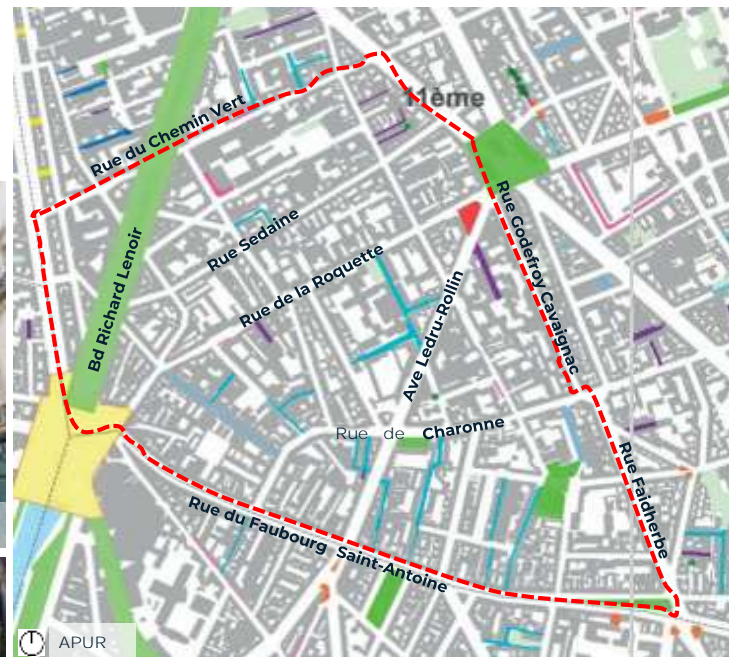 11ème
Rue du Chemin Vert
Rue Sedaine
Rue de la Roquette
Bd Richard Lenoir
Ave Ledru-Rollin
Rue Godefroy Cavaignac
Rue de Charonne
Rue Faidherbe
Rue du Faubourg Saint-Antoine
APUR